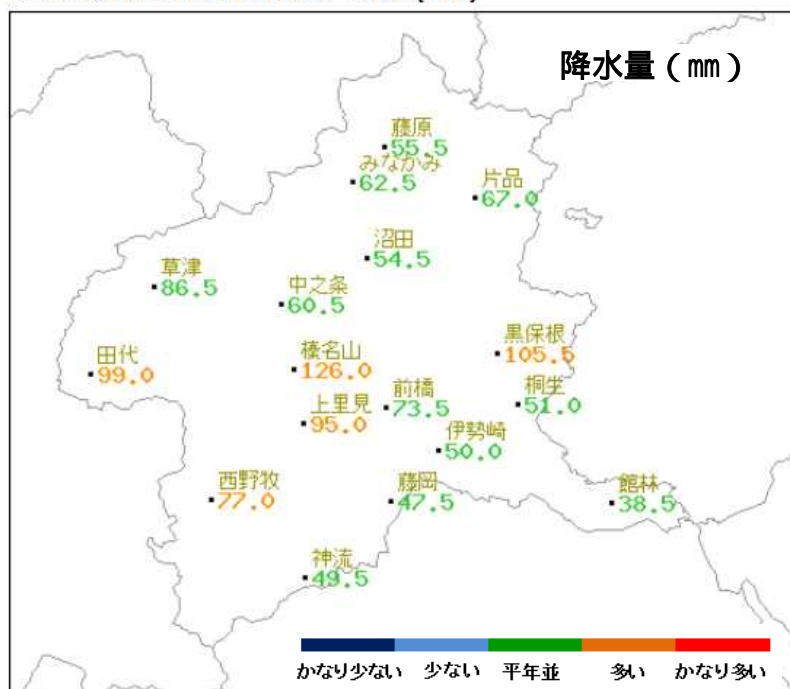 降水量（㎜）
藤原
55.5
みなかみ
62.5
片品
67.0
沼田
54.5
草津
86.5
中之条
60.5
田代
99.0
榛名山
126.0
黒保根
105.5
上里見
95.0
前橋
73.5
桐生
51.0
伊勢崎
50.0
西野牧
77.0
藤岡
47.5
館林
38.5
神流
49.5
かなり少ない 少ない 平年並 多い かなり多い